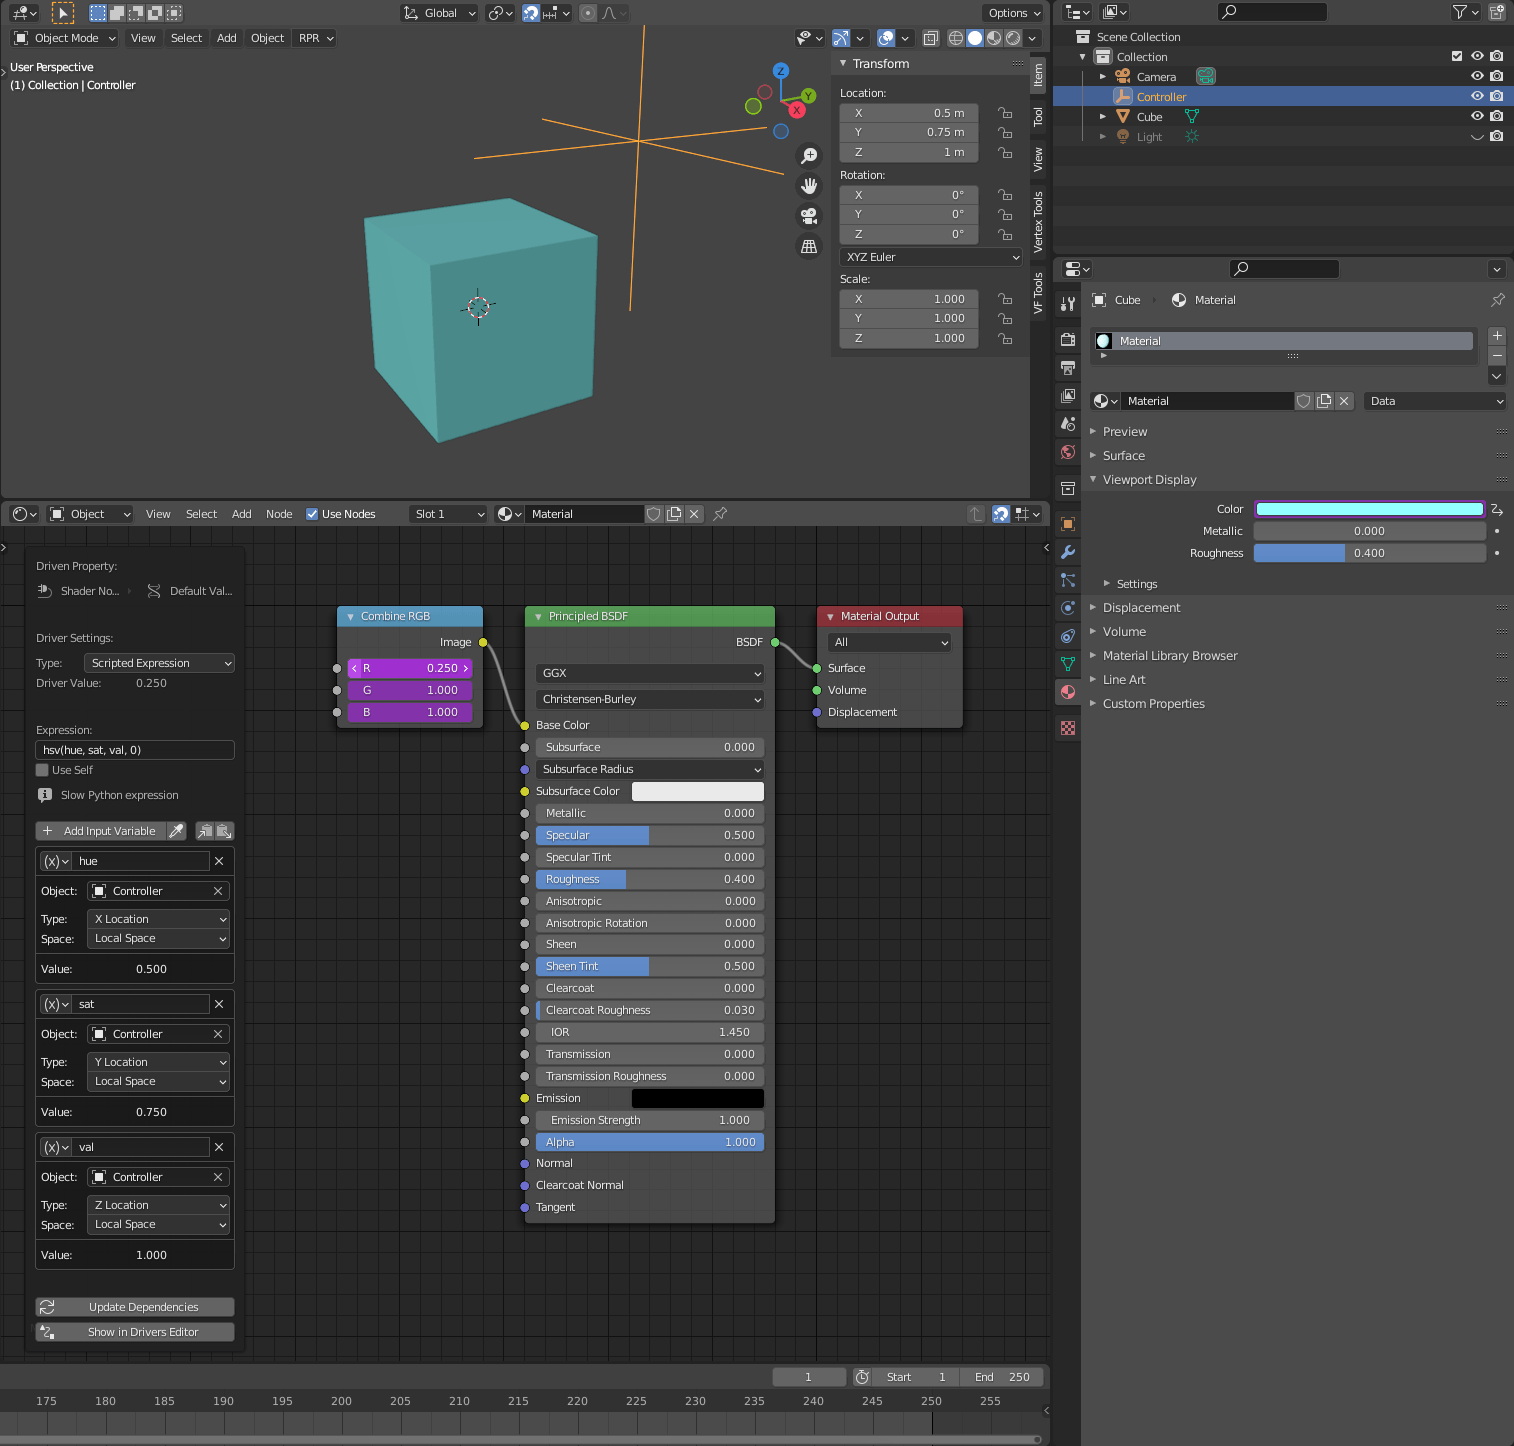 Global
Options
Object Mode
View
Select
Add
Object
RPR
User Perspective
(1) Collection | Controller
Z
Y
X
Transform
Location:
X 0.5 m
Y 0.75 m
Z 1 m
Rotation:
X 0°
Y 0°
Z 0°
XYZ Euler
Scale:
X 1.000
Y 1.000
Z 1.000
Item
Tool
View
Vertex Tools
VF Tools
Scene Collection
Collection
Camera
Controller
Cube
Light
Cube
Material
Material
Material
Data
Preview
Surface
Viewport Display
Color
Metallic 0.000
Roughness 0.400
Settings
Displacement
Volume
Material Library Browser
Line Art
Custom Properties
Object
View
Select
Add
Node
Use Nodes
Slot 1
Material
Driven Property:
Shader No...
Default Val...
Driver Settings:
Type: Scripted Expression
Driver Value: 0.250
Expression:
hsv(hue, sat, val, 0)
Use Self
Slow Python expression
Add Input Variable
(x) hue
Object: Controller
Type: X Location
Space: Local Space
Value: 0.500
(x) sat
Object: Controller
Type: Y Location
Space: Local Space
Value: 0.750
(x) val
Object: Controller
Type: Z Location
Space: Local Space
Value: 1.000
Update Dependencies
Show in Drivers Editor
Combine RGB
Image
R 0.250
G 1.000
B 1.000
Principled BSDF
BSDF
GGX
Christensen-Burley
Base Color
Subsurface 0.000
Subsurface Radius
Subsurface Color
Metallic 0.000
Specular 0.500
Specular Tint 0.000
Roughness 0.400
Anisotropic 0.000
Anisotropic Rotation 0.000
Sheen 0.000
Sheen Tint 0.500
Clearcoat 0.000
Clearcoat Roughness 0.030
IOR 1.450
Transmission 0.000
Transmission Roughness 0.000
Emission
Emission Strength 1.000
Alpha 1.000
Normal
Clearcoat Normal
Tangent
Material Output
All
Surface
Volume
Displacement
1
Start 1
End 250
175 180 185 190 195 200 205 210 215 220 225 230 235 240 245 250 255